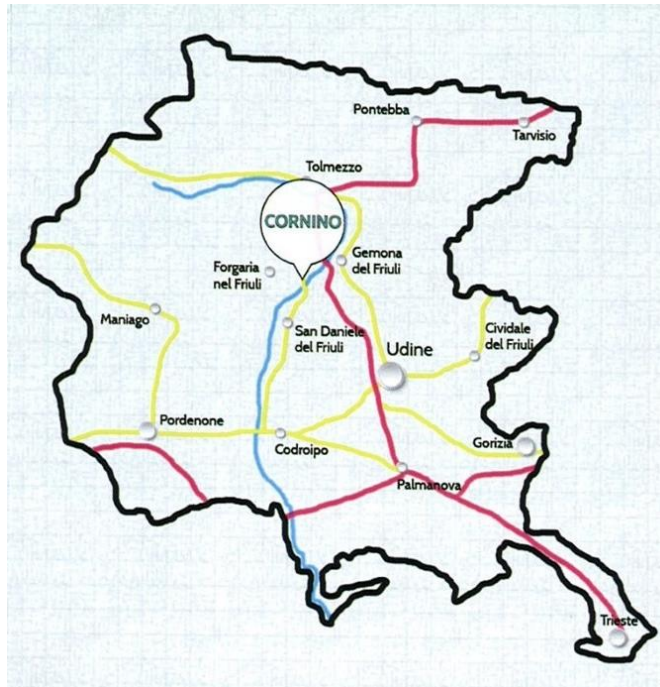 Pontebba
Tarvisio
Tolmezzo
CORNINO
Forgaria
nel Friuli
Gemona
del Friuli
Maniago
San Daniele
del Friuli
Udine
Cividale
del Friuli
Pordenone
Codroipo
Gorizia
Palmanova
Trieste